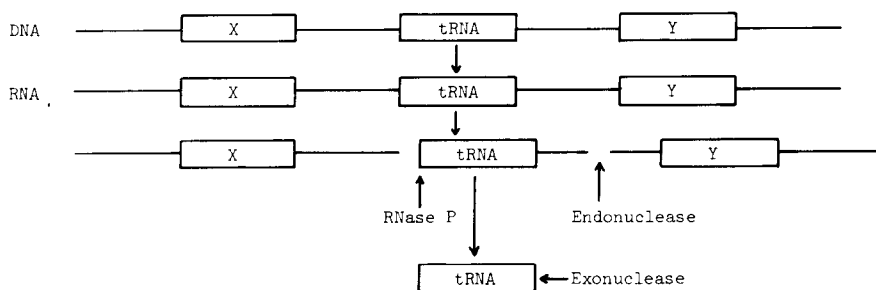 DNA X tRNA Y
RNA . X tRNA Y
X tRNA Y
RNase P Endonuclease
tRNA Exonuclease